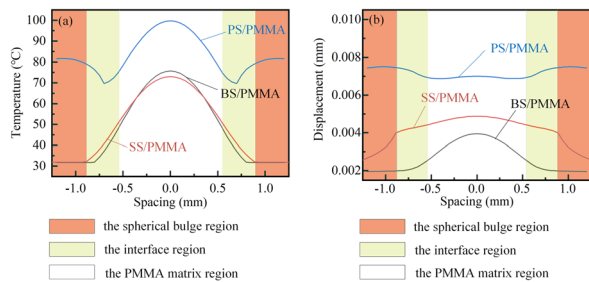 (a)
100
90
80
70
60
50
40
30
Temperature (℃)
PS/PMMA
BS/PMMA
SS/PMMA
-1.0 -0.5 0.0 0.5 1.0
Spacing (mm)
the spherical bulge region
the interface region
the PMMA matrix region
(b)
0.010
0.008
0.006
0.004
0.002
Displacement (mm)
PS/PMMA
SS/PMMA
BS/PMMA
-1.0 -0.5 0.0 0.5 1.0
Spacing (mm)
the spherical bulge region
the interface region
the PMMA matrix region